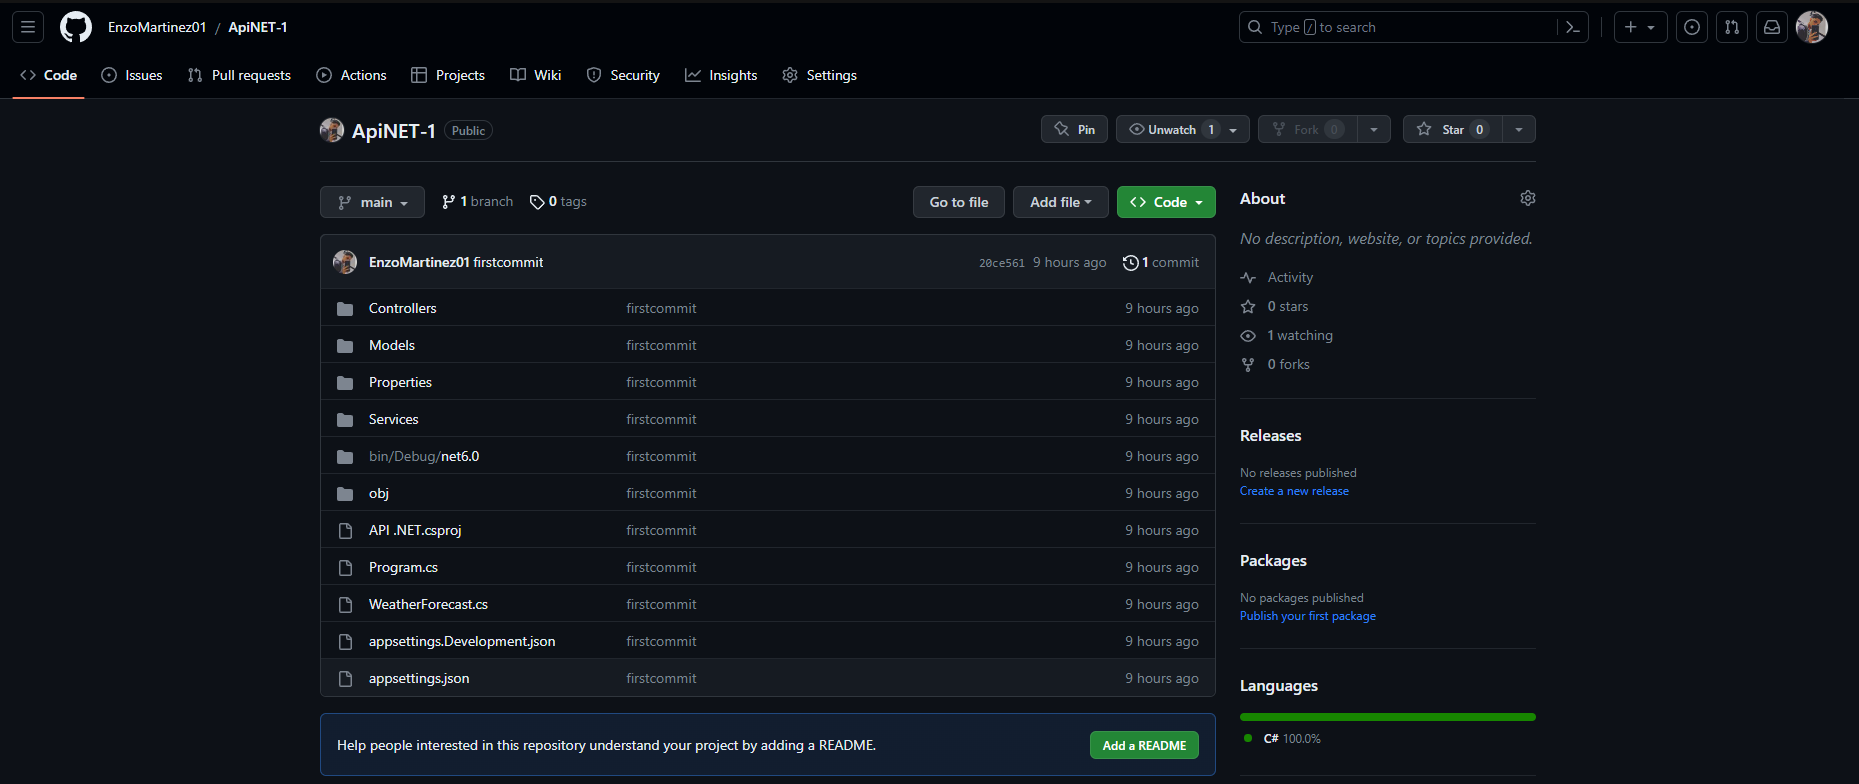 EnzoMartinez01 / ApiNET-1
Type / to search
Code Issues Pull requests Actions Projects Wiki Security Insights Settings
ApiNET-1 Public
Pin Unwatch 1 Fork 0 Star 0
main 1 branch 0 tags Go to file Add file <> Code
EnzoMartinez01 firstcommit 20ce561 9 hours ago 1 commit
Controllers firstcommit 9 hours ago
Models firstcommit 9 hours ago
Properties firstcommit 9 hours ago
Services firstcommit 9 hours ago
bin/Debug/net6.0 firstcommit 9 hours ago
obj firstcommit 9 hours ago
API .NET.csproj firstcommit 9 hours ago
Program.cs firstcommit 9 hours ago
WeatherForecast.cs firstcommit 9 hours ago
appsettings.Development.json firstcommit 9 hours ago
appsettings.json firstcommit 9 hours ago
Help people interested in this repository understand your project by adding a README. Add a README
About
No description, website, or topics provided.
Activity
0 stars
1 watching
0 forks
Releases
No releases published
Create a new release
Packages
No packages published
Publish your first package
Languages
C# 100.0%